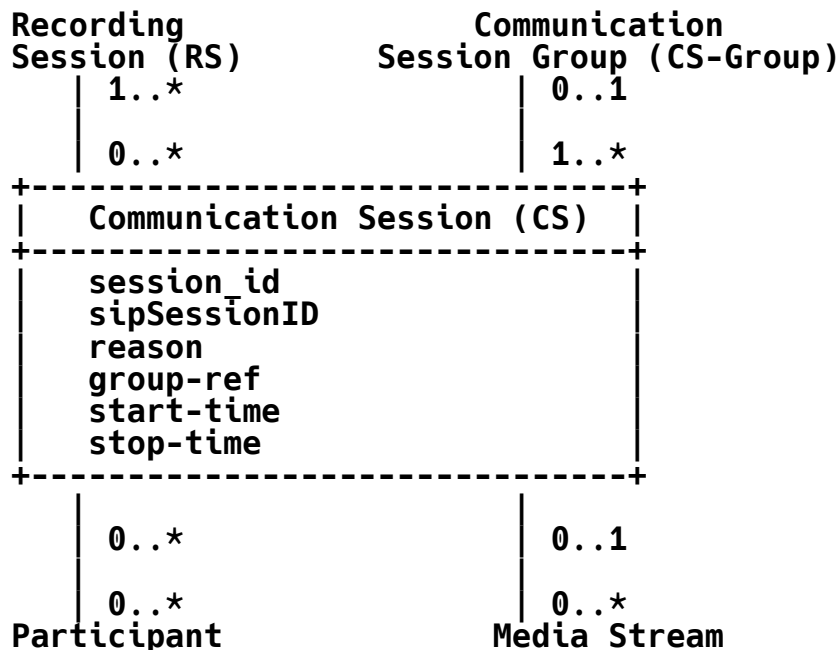 Recording Communication
Session (RS) Session Group (CS-Group)
| 1..* | 0..1
| |
| 0..* | 1..*
+-------------------------------+
| Communication Session (CS) |
+-------------------------------+
| session_id |
| sipSessionID |
| reason |
| group-ref |
| start-time |
| stop-time |
+-------------------------------+
| |
| 0..* | 0..1
| |
| 0..* | 0..*
Participant Media Stream